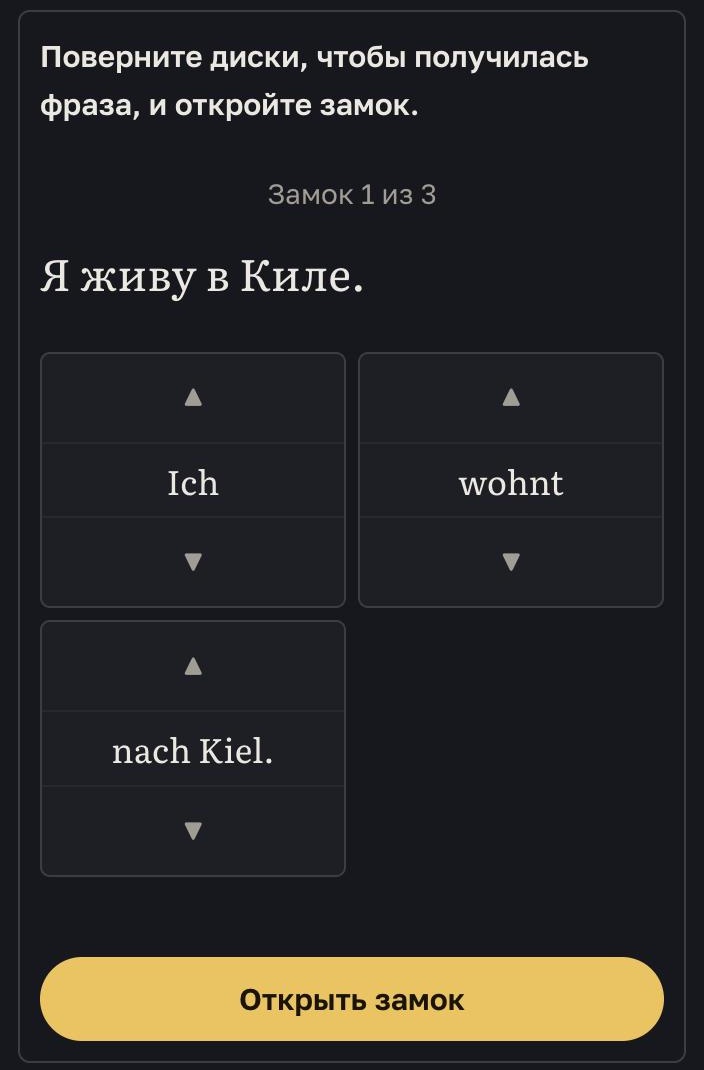 Поверните диски, чтобы получилась
фраза, и откройте замок.
Замок 1 из 3
Я живу в Киле.
Ich
wohnt
nach Kiel.
Открыть замок